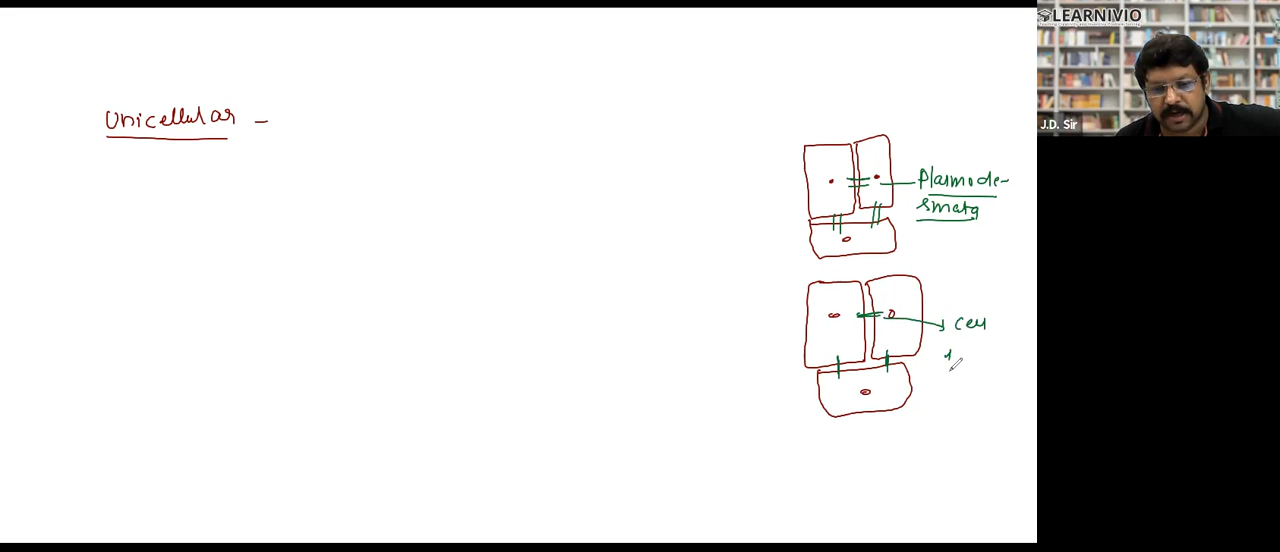 LEARNIVIO
J.D. Sir
Unicellular -
Plasmode-
smata
Cell